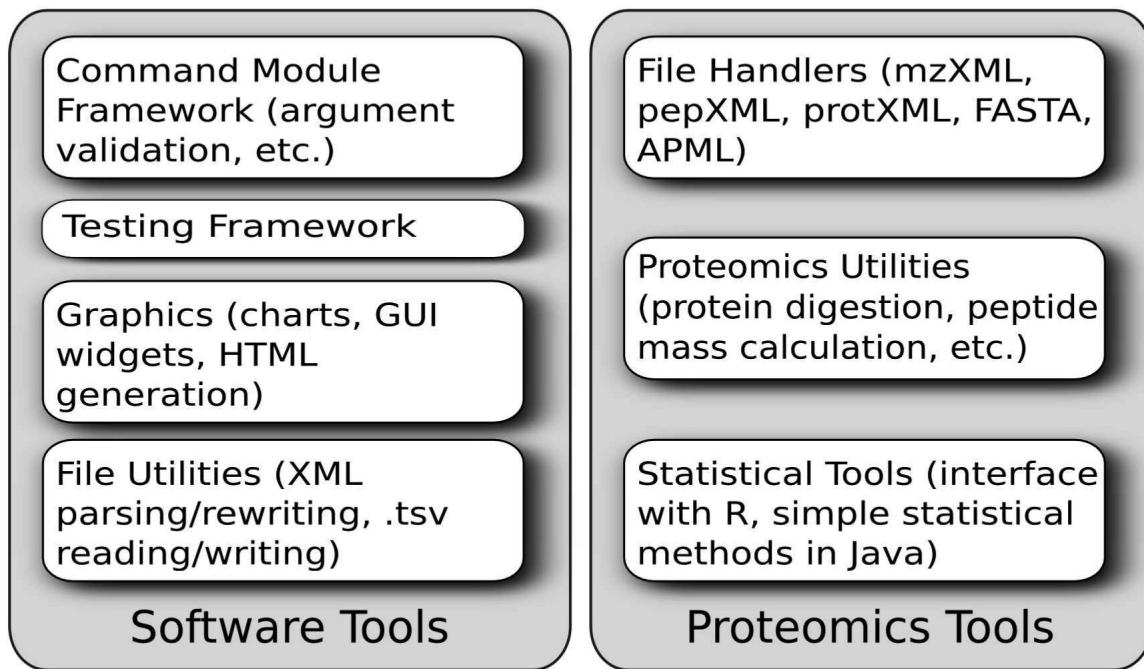 Command Module
Framework (argument
validation, etc.)
Testing Framework
Graphics (charts, GUI
widgets, HTML
generation)
File Utilities (XML
parsing/rewriting, .tsv
reading/writing)
Software Tools
File Handlers (mzXML,
pepXML, protXML, FASTA,
APML)
Proteomics Utilities
(protein digestion, peptide
mass calculation, etc.)
Statistical Tools (interface
with R, simple statistical
methods in Java)
Proteomics Tools